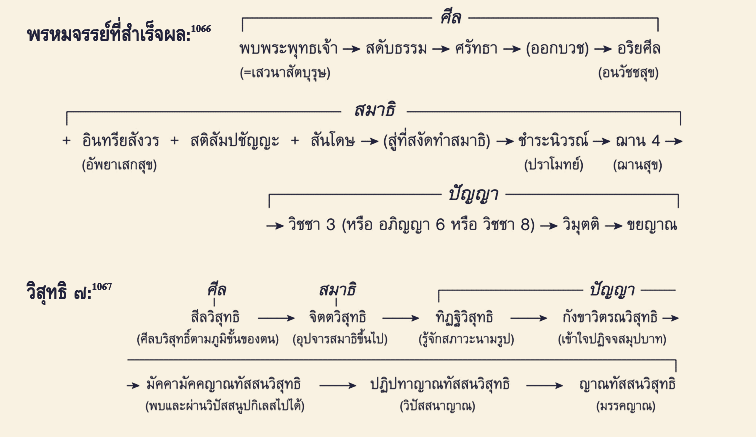 ศีล
พรหมจรรย์ที่สำเร็จผล:1066
พบพระพุทธเจ้า → สดับธรรม → ศรัทธา → (ออกบวช) → อริยศีล
(=เสวนาสัตบุรุษ) (อนวัชชสุข)
สมาธิ
+ อินทรียสังวร + สติสัมปชัญญะ + สันโดษ → (สู่ที่สงัดทำสมาธิ) → ชำระนิวรณ์ → ฌาน 4 →
(อัพยาเสกสุข) (ปราโมทย์) (ฌานสุข)
ปัญญา
→ วิชชา 3 (หรือ อภิญญา 6 หรือ วิชชา 8) → วิมุตติ → ขยญาณ
วิสุทธิ ๗:1067
ศีล สมาธิ ปัญญา
สีลวิสุทธิ → จิตตวิสุทธิ → ทิฏฐิวิสุทธิ → กังขาวิตรณวิสุทธิ →
(ศีลบริสุทธิ์ตามภูมิขั้นของตน) (อุปจารสมาธิขึ้นไป) (รู้จักสภาวะนามรูป) (เข้าใจปฏิจจสมุปบาท)
→ มัคคามัคคญาณทัสสนวิสุทธิ → ปฏิปทาญาณทัสสนวิสุทธิ → ญาณทัสสนวิสุทธิ
(พบและผ่านวิปัสสนูปกิเลสไปได้) (วิปัสสนาญาณ) (มรรคญาณ)